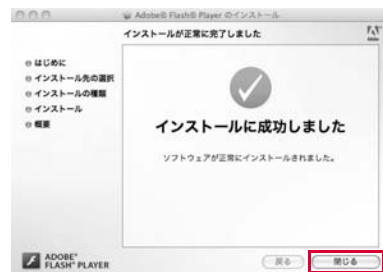 Adobe® Flash® Player のインストール
インストールが正常に完了しました
はじめに
インストール先の選択
インストールの種類
インストール
概要
インストールに成功しました
ソフトウェアが正常にインストールされました。
ADOBE®
FLASH® PLAYER
戻る
閉じる